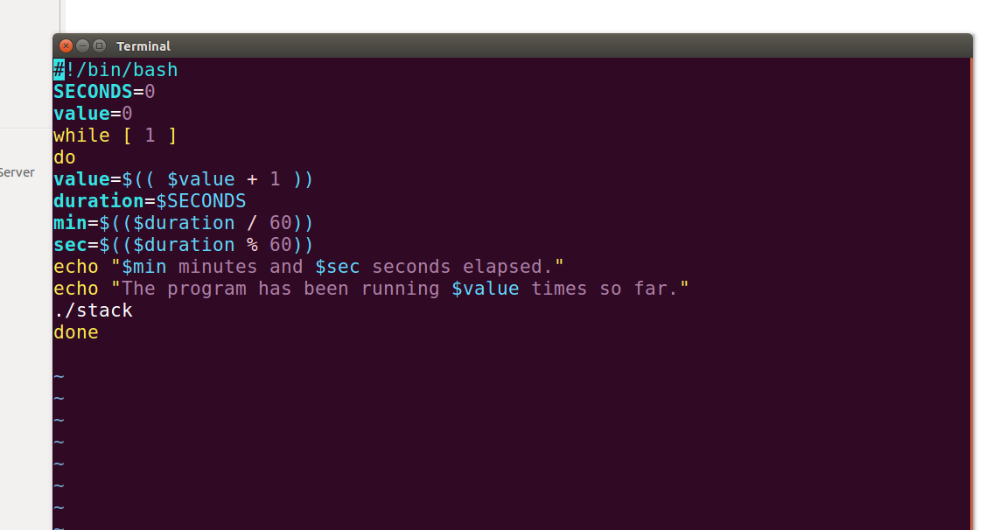 Terminal
#!/bin/bash
SECONDS=0
value=0
while [ 1 ]
do
Server
value=$(( $value + 1 ))
duration=$SECONDS
min=$(($duration / 60))
sec=$(($duration % 60))
echo "$min minutes and $sec seconds elapsed."
echo "The program has been running $value times so far."
./stack
done
~
~
~
~
~
~
~
~